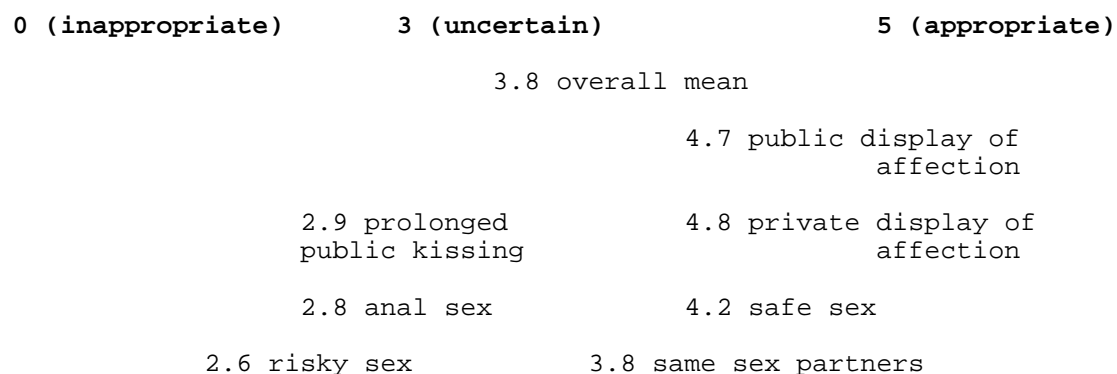 0 (inappropriate) 3 (uncertain) 5 (appropriate)
3.8 overall mean
4.7 public display of
affection
2.9 prolonged 4.8 private display of
public kissing affection
2.8 anal sex 4.2 safe sex
2.6 risky sex 3.8 same sex partners